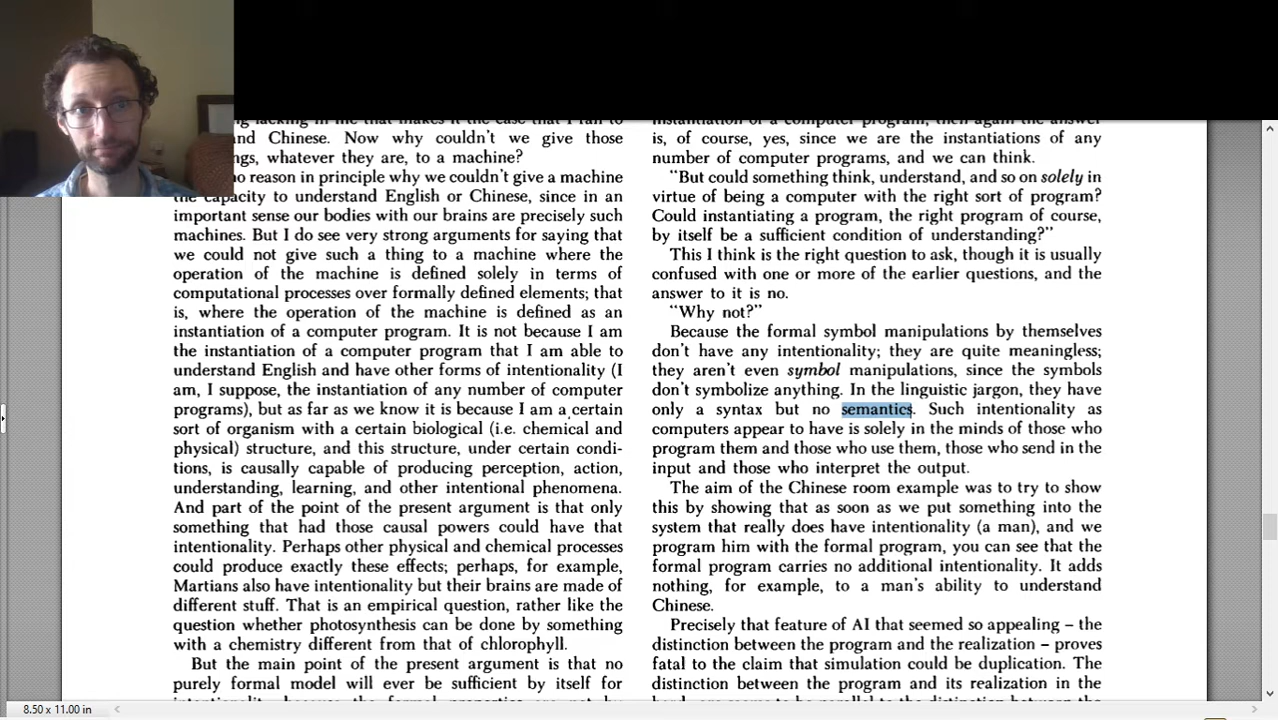 and Chinese. Now why couldn't we give those
whatever they are, to a machine?
no reason in principle why we couldn't give a machine
the capacity to understand English or Chinese, since in an
important sense our bodies with our brains are precisely such
machines. But I do see very strong arguments for saying that
we could not give such a thing to a machine where the
operation of the machine is defined solely in terms of
computational processes over formally defined elements; that
is, where the operation of the machine is defined as an
instantiation of a computer program. It is not because I am
the instantiation of a computer program that I am able to
understand English and have other forms of intentionality (I
am, I suppose, the instantiation of any number of computer
programs), but as far as we know it is because I am a certain
sort of organism with a certain biological (i.e. chemical and
physical) structure, and this structure, under certain condi-
tions, is causally capable of producing perception, action,
understanding, learning, and other intentional phenomena.
And part of the point of the present argument is that only
something that had those causal powers could have that
intentionality. Perhaps other physical and chemical processes
could produce exactly these effects; perhaps, for example,
Martians also have intentionality but their brains are made of
different stuff. That is an empirical question, rather like the
question whether photosynthesis can be done by something
with a chemistry different from that of chlorophyll.
But the main point of the present argument is that no
purely formal model will ever be sufficient by itself for
is, of course, yes, since we are the instantiations of any
number of computer programs, and we can think.
"But could something think, understand, and so on solely in
virtue of being a computer with the right sort of program?
Could instantiating a program, the right program of course,
by itself be a sufficient condition of understanding?"
This I think is the right question to ask, though it is usually
confused with one or more of the earlier questions, and the
answer to it is no.
"Why not?"
Because the formal symbol manipulations by themselves
don't have any intentionality; they are quite meaningless;
they aren't even symbol manipulations, since the symbols
don't symbolize anything. In the linguistic jargon, they have
only a syntax but no semantics. Such intentionality as
computers appear to have is solely in the minds of those who
program them and those who use them, those who send in the
input and those who interpret the output.
The aim of the Chinese room example was to try to show
this by showing that as soon as we put something into the
system that really does have intentionality (a man), and we
program him with the formal program, you can see that the
formal program carries no additional intentionality. It adds
nothing, for example, to a man's ability to understand
Chinese.
Precisely that feature of AI that seemed so appealing – the
distinction between the program and the realization – proves
fatal to the claim that simulation could be duplication. The
distinction between the program and its realization in the
8.50 x 11.00 in